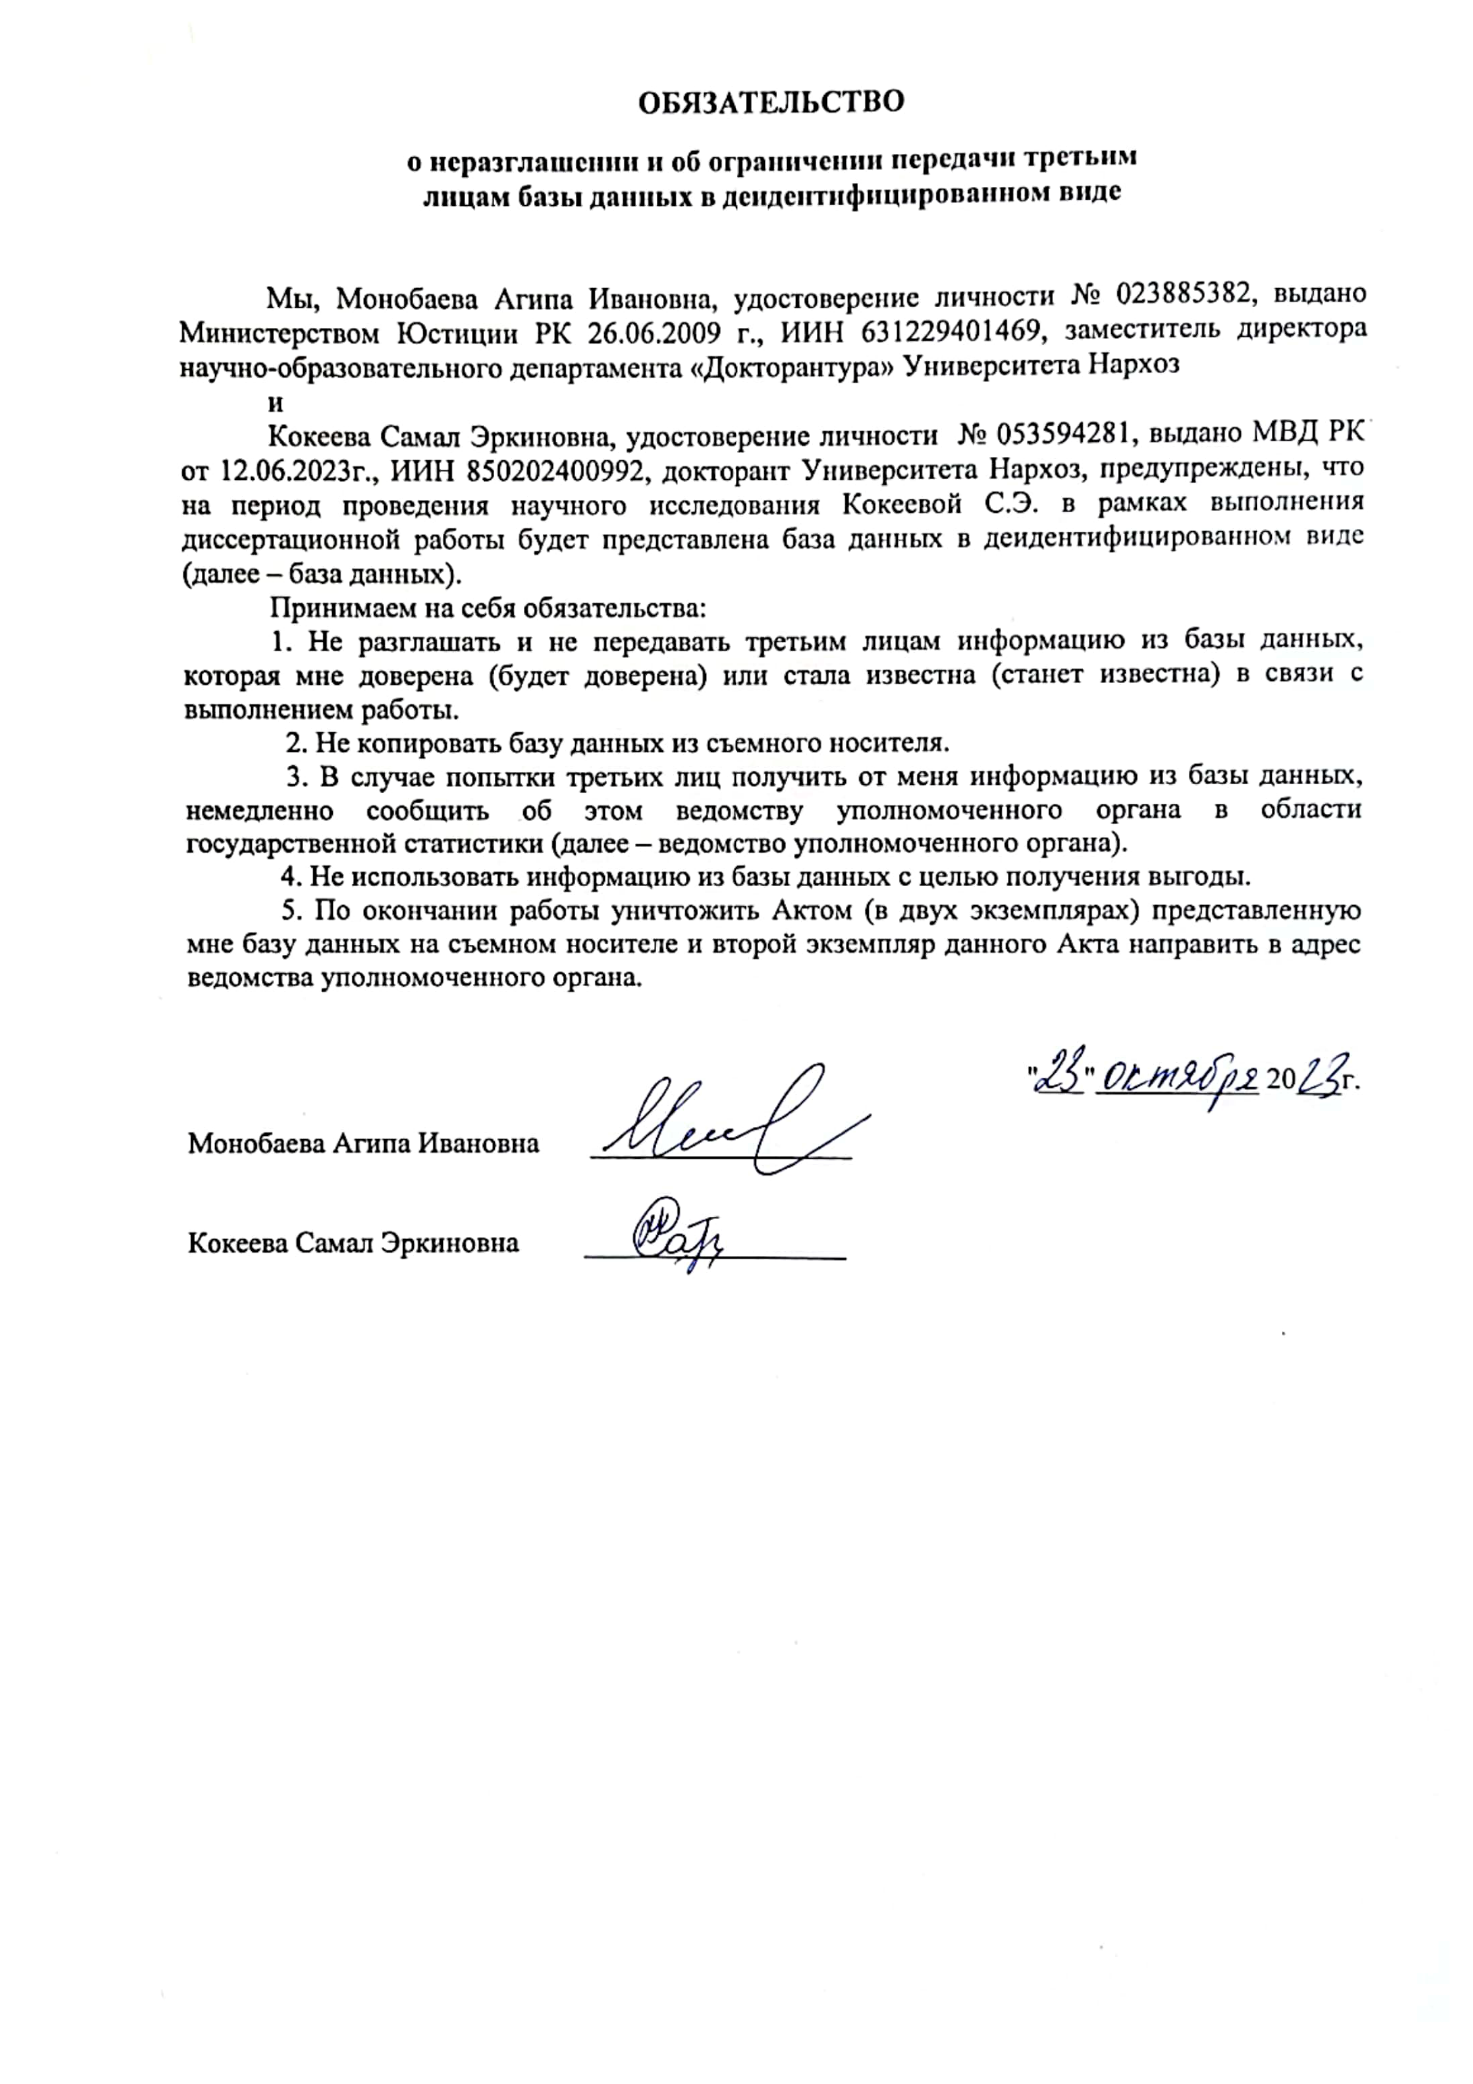 ОБЯЗАТЕЛЬСТВО
о неразглашении и об ограничении передачи третьим
лицам базы данных в деидентифицированном виде
Мы, Монобаева Агипа Ивановна, удостоверение личности № 023885382, выдано
Министерством Юстиции РК 26.06.2009 г., ИИН 631229401469, заместитель директора
научно-образовательного департамента «Докторантура» Университета Нархоз
и
Кокеева Самал Эркиновна, удостоверение личности № 053594281, выдано МВД РК
от 12.06.2023г., ИИН 850202400992, докторант Университета Нархоз, предупреждены, что
на период проведения научного исследования Кокеевой С.Э. в рамках выполнения
диссертационной работы будет представлена база данных в деидентифицированном виде
(далее – база данных).
Принимаем на себя обязательства:
1. Не разглашать и не передавать третьим лицам информацию из базы данных,
которая мне доверена (будет доверена) или стала известна (станет известна) в связи с
выполнением работы.
2. Не копировать базу данных из съемного носителя.
3. В случае попытки третьих лиц получить от меня информацию из базы данных,
немедленно сообщить об этом ведомству уполномоченного органа в области
государственной статистики (далее – ведомство уполномоченного органа).
4. Не использовать информацию из базы данных с целью получения выгоды.
5. По окончании работы уничтожить Актом (в двух экземплярах) представленную
мне базу данных на съемном носителе и второй экземпляр данного Акта направить в адрес
ведомства уполномоченного органа.
"23" октября 2023г.
Монобаева Агипа Ивановна
Кокеева Самал Эркиновна